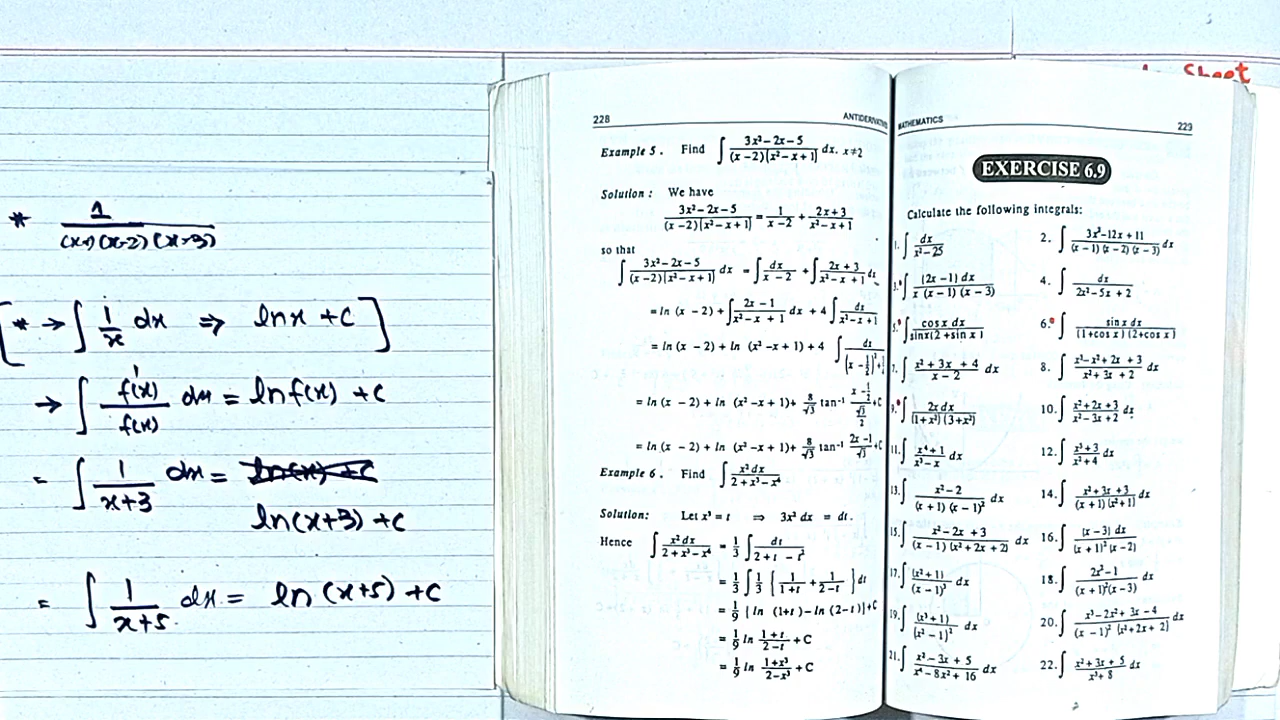 Sheet
* 1/(x-1)(x-2)(x-3)
[* → ∫ 1/x dx ⇒ lnx + c ]
→ ∫ f'(x)/f(x) dx = ln f(x) + c
= ∫ 1/(x+3) dx = ln(x) + c
ln(x+3) + c
= ∫ 1/(x+5) dx = ln (x+5) + c
228 ANTIDERIVATIV
Example 5. Find ∫ (3x²-2x-5)/((x-2)[x²-x+1]) dx. x≠2
Solution : We have
(3x²-2x-5)/((x-2)[x²-x+1]) = 1/(x-2) + (2x+3)/(x²-x+1)
so that
∫ (3x²-2x-5)/((x-2)[x²-x+1]) dx = ∫ dx/(x-2) + ∫ (2x+3)/(x²-x+1) dx
= ln (x-2) + ∫ (2x-1)/(x²-x+1) dx + 4 ∫ dx/(x²-x+1)
= ln (x-2) + ln (x²-x+1) + 4 ∫ dx/
= ln (x-2) + ln (x²-x+1) + 8/√3 tan⁻¹ (x-1/2)/(√3/2) + C
= ln (x-2) + ln (x²-x+1) + 8/√3 tan⁻¹ (2x-1)/√3 + C
Example 6. Find ∫ x² dx/(2+x³-x⁶)
Solution: Let x³ = t ⇒ 3x² dx = dt.
Hence ∫ x² dx/(2+x³-x⁶) = 1/3 ∫ dt/(2+t-t²)
= 1/3 ∫ 1/3 { 1/(1+t) + 1/(2-t) } dt
= 1/9 [ ln (1+t) - ln (2-t)] + C
= 1/9 ln (1+t)/(2-t) + C
= 1/9 ln (1+x³)/(2-x³) + C
MATHEMATICS 229
EXERCISE 6.9
Calculate the following integrals:
1. ∫ dx/(x²-25) 2. ∫ (3x²-12x+11)/((x-1)(x-2)(x-3)) dx
3. ∫ (2x-1) dx/(x (x-1) (x-3)) 4. ∫ dx/(2x²-5x+2)
5. ∫ cosx dx/(sinx(2+sin x)) 6. ∫ sinx dx/((1+cos x) (2+cos x))
7. ∫ (x²+3x+4)/(x-2) dx 8. ∫ (x³-x²+2x+3)/(x²+3x+2) dx
9. ∫ 2x dx/((1+x²) (3+x²)) 10. ∫ (x²+2x+3)/(x²-3x+2) dx
11. ∫ (x⁴+1)/(x³-x) dx 12. ∫ (x³+3)/(x²+4) dx
13. ∫ (x²-2)/((x+1)(x-1)²) dx 14. ∫ (x²+3x+3)/((x+1)(x²+1)) dx
15. ∫ (x²-2x+3)/((x-1)(x²+2x+2)) dx 16. ∫ (x-3) dx/((x+1)²(x-2))
17. ∫ (x²+1)/(x-1)³ dx 18. ∫ (2x²-1)/((x+1)²(x-3)) dx
19. ∫ (x³+1)/(x²-1)² dx 20. ∫ (x³-2x²+3x-4)/((x-1)² (x²+2x+2)) dx
21. ∫ (x²-3x+5)/(x⁴-8x²+16) dx 22. ∫ (x²+3x+5)/(x³+8) dx